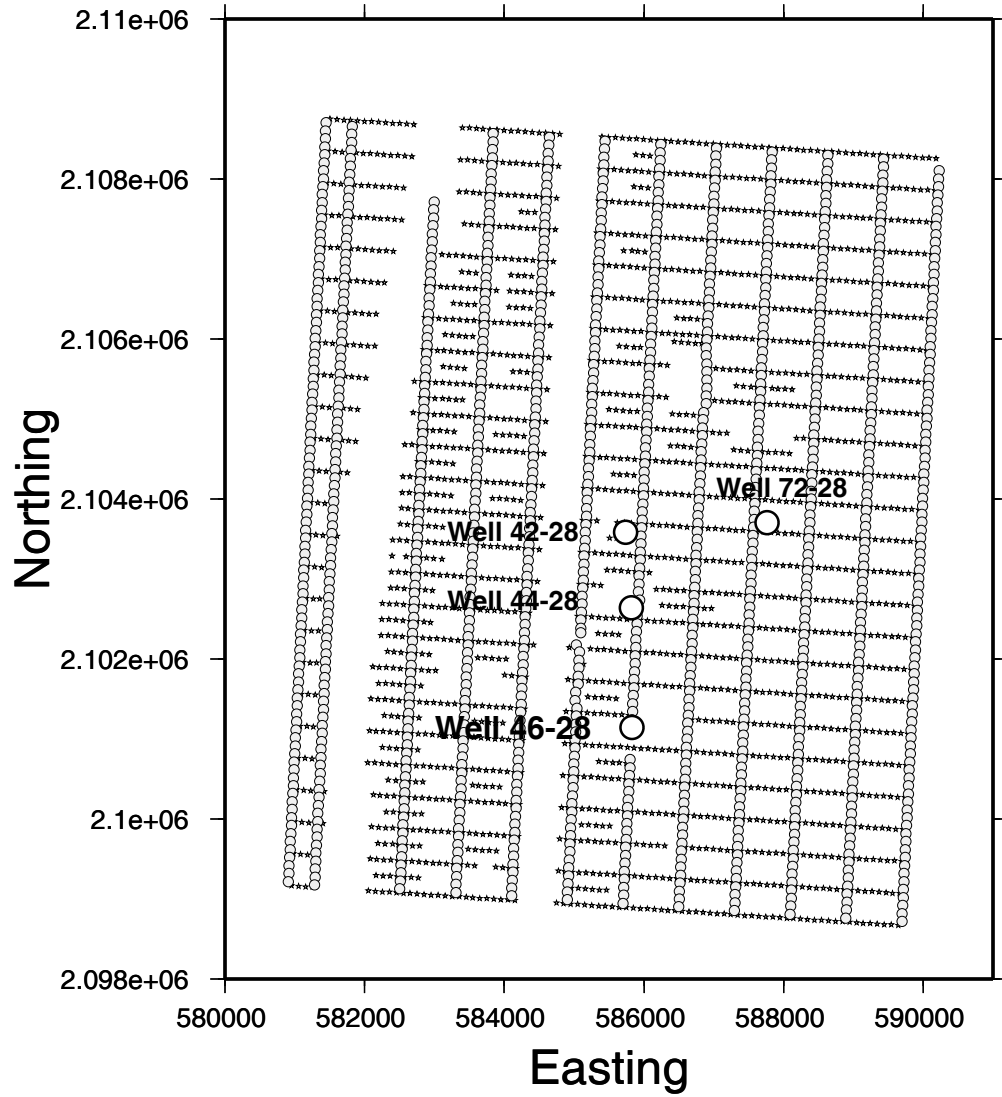 2.11e+06
2.108e+06
2.106e+06
2.104e+06
2.102e+06
2.1e+06
2.098e+06
Northing
Well 72-28
Well 42-28
Well 44-28
Well 46-28
580000 582000 584000 586000 588000 590000
Easting